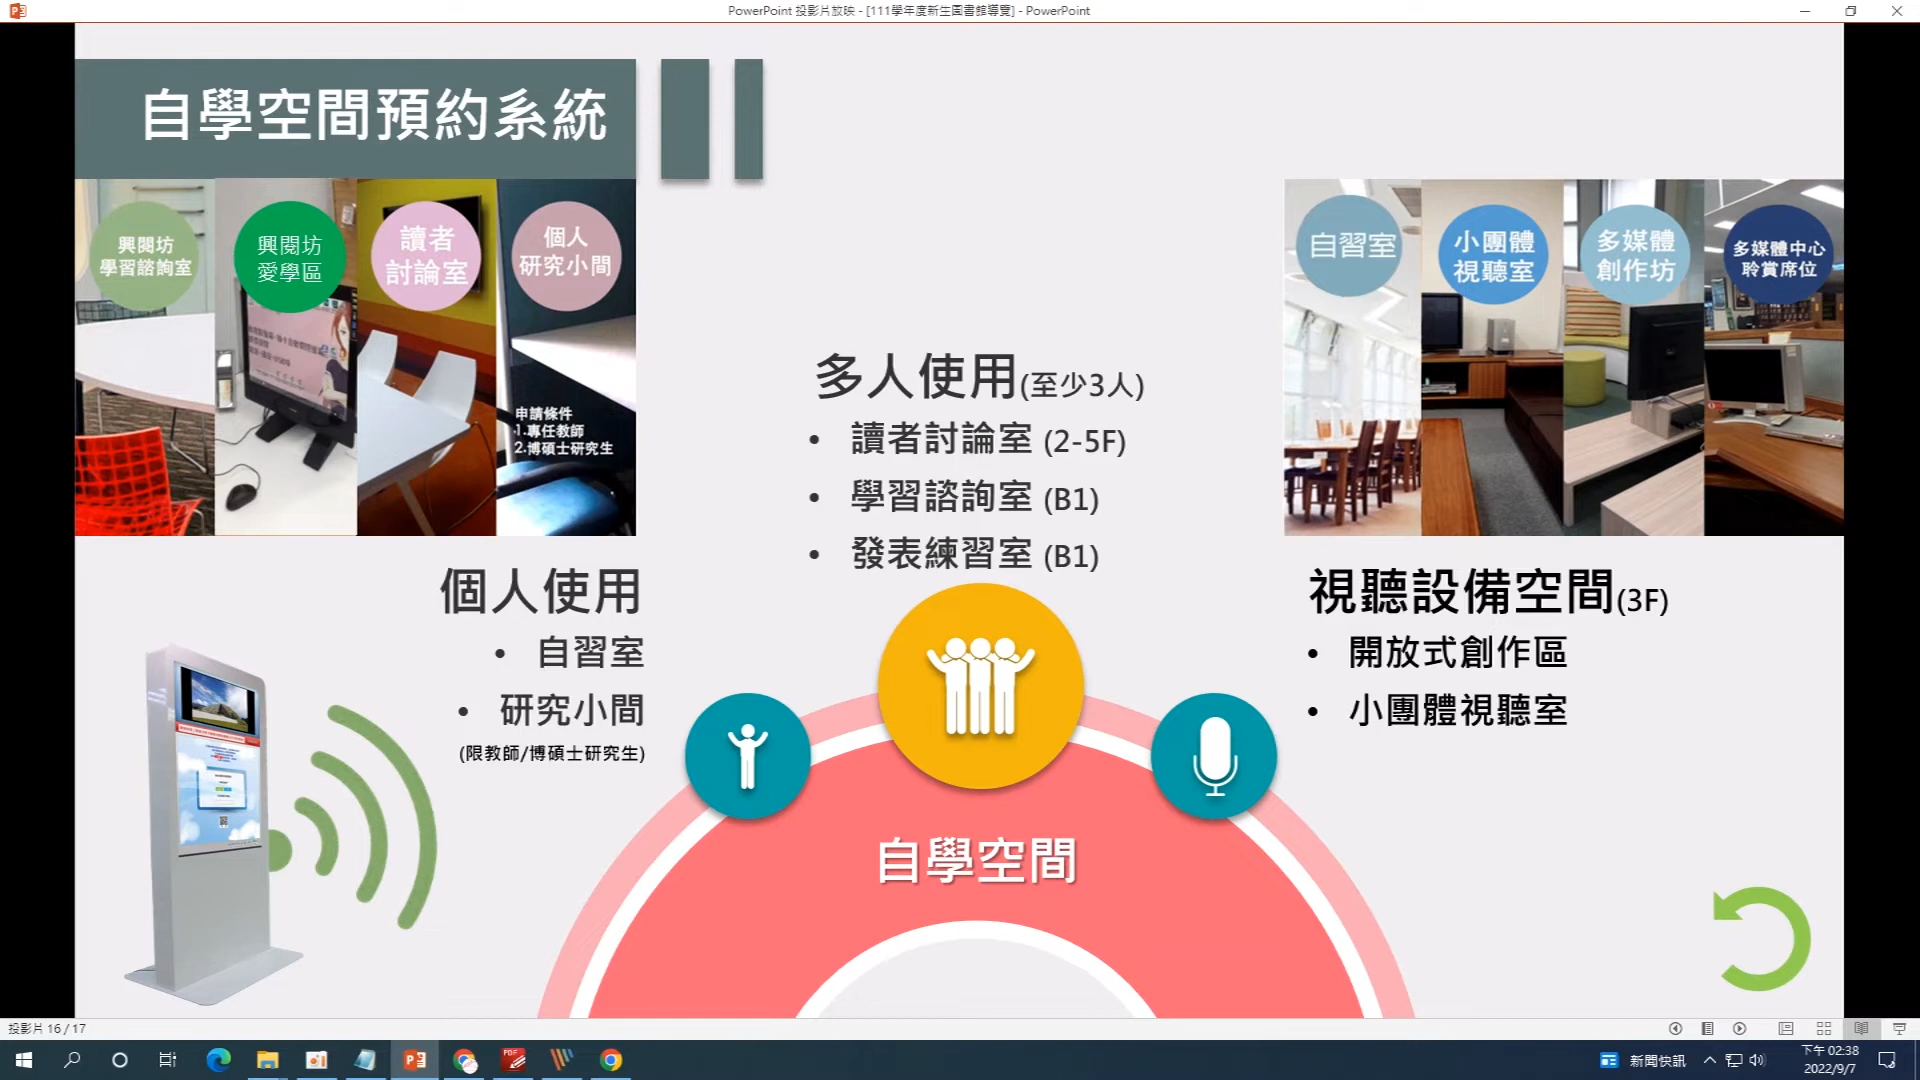 PowerPoint 投影片放映 - [111學年度新生圖書館導覽] - PowerPoint
自學空間預約系統
興閱坊
學習諮詢室
興閱坊
愛學區
讀者
討論室
個人
研究小間
申請條件
1.專任教師
2.博碩士研究生
自習室
小團體
視聽室
多媒體
創作坊
多媒體中心
聆賞席位
多人使用(至少3人)
• 讀者討論室 (2-5F)
• 學習諮詢室 (B1)
• 發表練習室 (B1)
個人使用
• 自習室
• 研究小間
(限教師/博碩士研究生)
視聽設備空間(3F)
• 開放式創作區
• 小團體視聽室
自學空間
投影片 16 / 17
新聞快訊
下午 02:38
2022/9/7